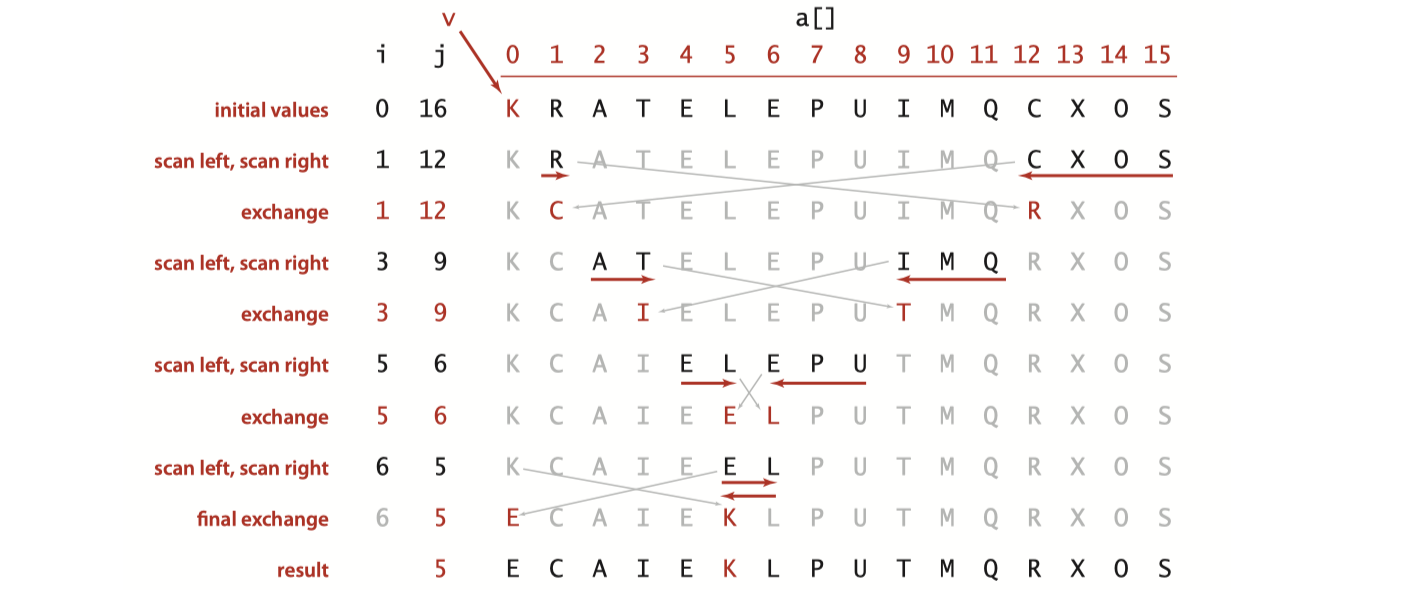 v a[]
i j 0 1 2 3 4 5 6 7 8 9 10 11 12 13 14 15
initial values 0 16 K R A T E L E P U I M Q C X O S
scan left, scan right 1 12 K R A T E L E P U I M Q C X O S
exchange 1 12 K C A T E L E P U I M Q R X O S
scan left, scan right 3 9 K C A T E L E P U I M Q R X O S
exchange 3 9 K C A I E L E P U T M Q R X O S
scan left, scan right 5 6 K C A I E L E P U T M Q R X O S
exchange 5 6 K C A I E E L P U T M Q R X O S
scan left, scan right 6 5 K C A I E E L P U T M Q R X O S
final exchange 6 5 E C A I E K L P U T M Q R X O S
result 5 E C A I E K L P U T M Q R X O S